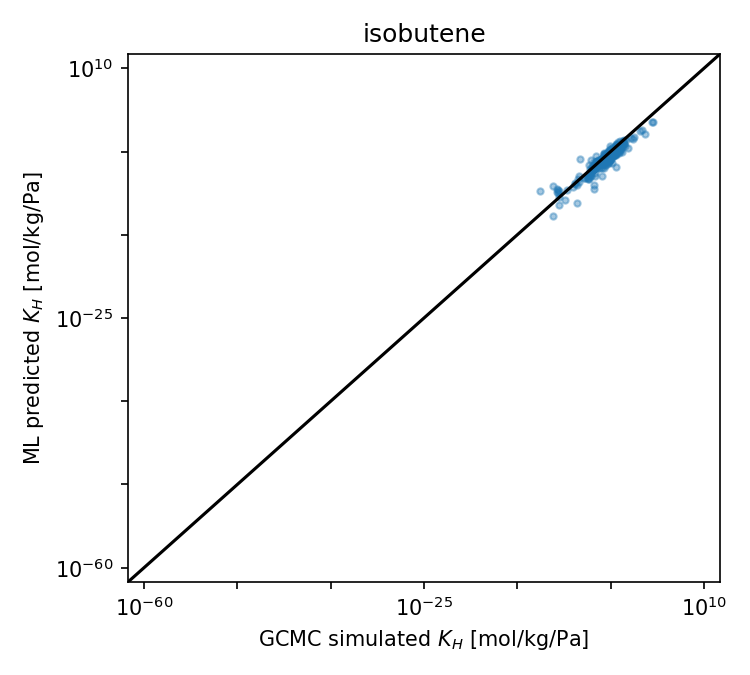 isobutene
10^10
10^-25
10^-60
ML predicted K_H [mol/kg/Pa]
10^-60 10^-25 10^10
GCMC simulated K_H [mol/kg/Pa]